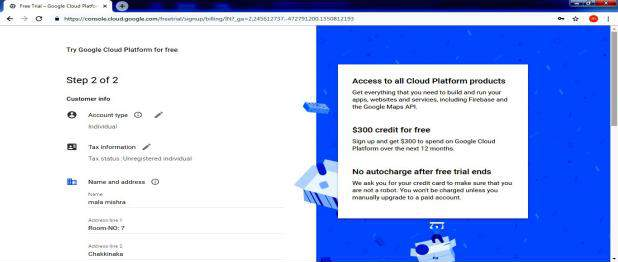 Free Trial – Google Cloud Platfo
https://console.cloud.google.com/freetrial/signup/billing/IN?_ga=2.245612737.-472791200.1550812193
Try Google Cloud Platform for free
Step 2 of 2
Customer info
Account type
Individual
Tax information
Tax status: Unregistered individual
Name and address
Name
mala mishra
Address line 1
Room-NO: 7
Address line 2
Chakkinaka
Access to all Cloud Platform products
Get everything that you need to build and run your
apps, websites and services, including Firebase and
the Google Maps API.
$300 credit for free
Sign up and get $300 to spend on Google Cloud
Platform over the next 12 months.
No autocharge after free trial ends
We ask you for your credit card to make sure that you
are not a robot. You won't be charged unless you
manually upgrade to a paid account.